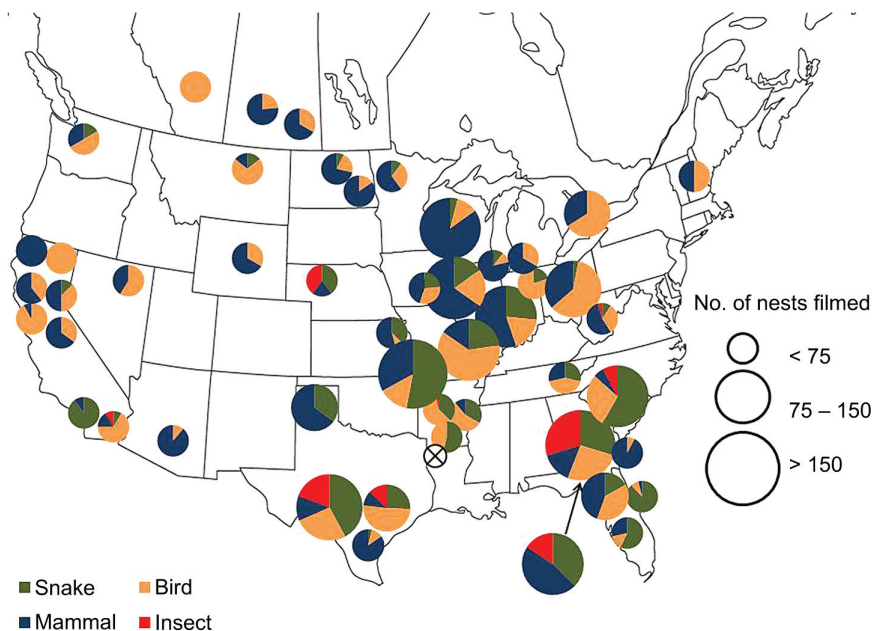 No. of nests filmed
< 75
75 – 150
> 150
Snake
Bird
Mammal
Insect